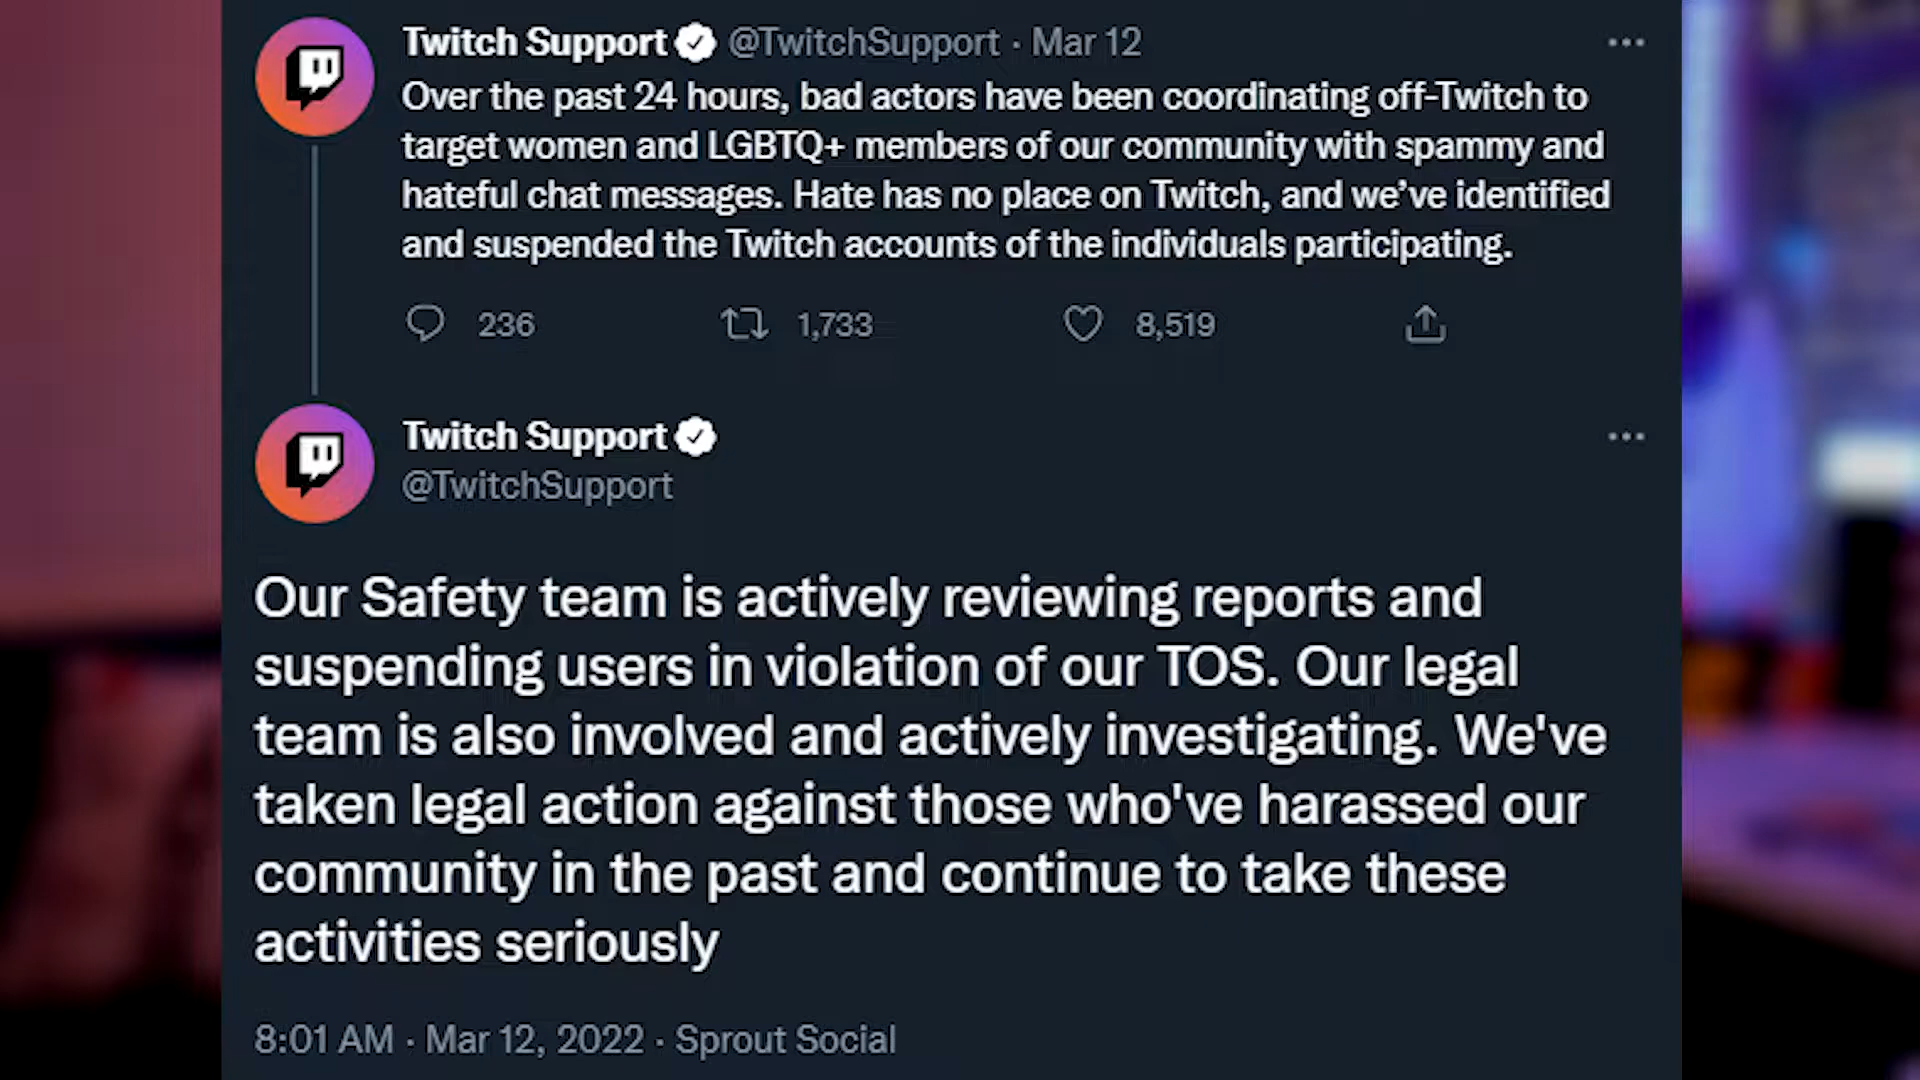 Twitch Support @TwitchSupport · Mar 12
Over the past 24 hours, bad actors have been coordinating off-Twitch to
target women and LGBTQ+ members of our community with spammy and
hateful chat messages. Hate has no place on Twitch, and we’ve identified
and suspended the Twitch accounts of the individuals participating.
236 1,733 8,519
Twitch Support
@TwitchSupport
Our Safety team is actively reviewing reports and
suspending users in violation of our TOS. Our legal
team is also involved and actively investigating. We've
taken legal action against those who've harassed our
community in the past and continue to take these
activities seriously
8:01 AM · Mar 12, 2022 · Sprout Social